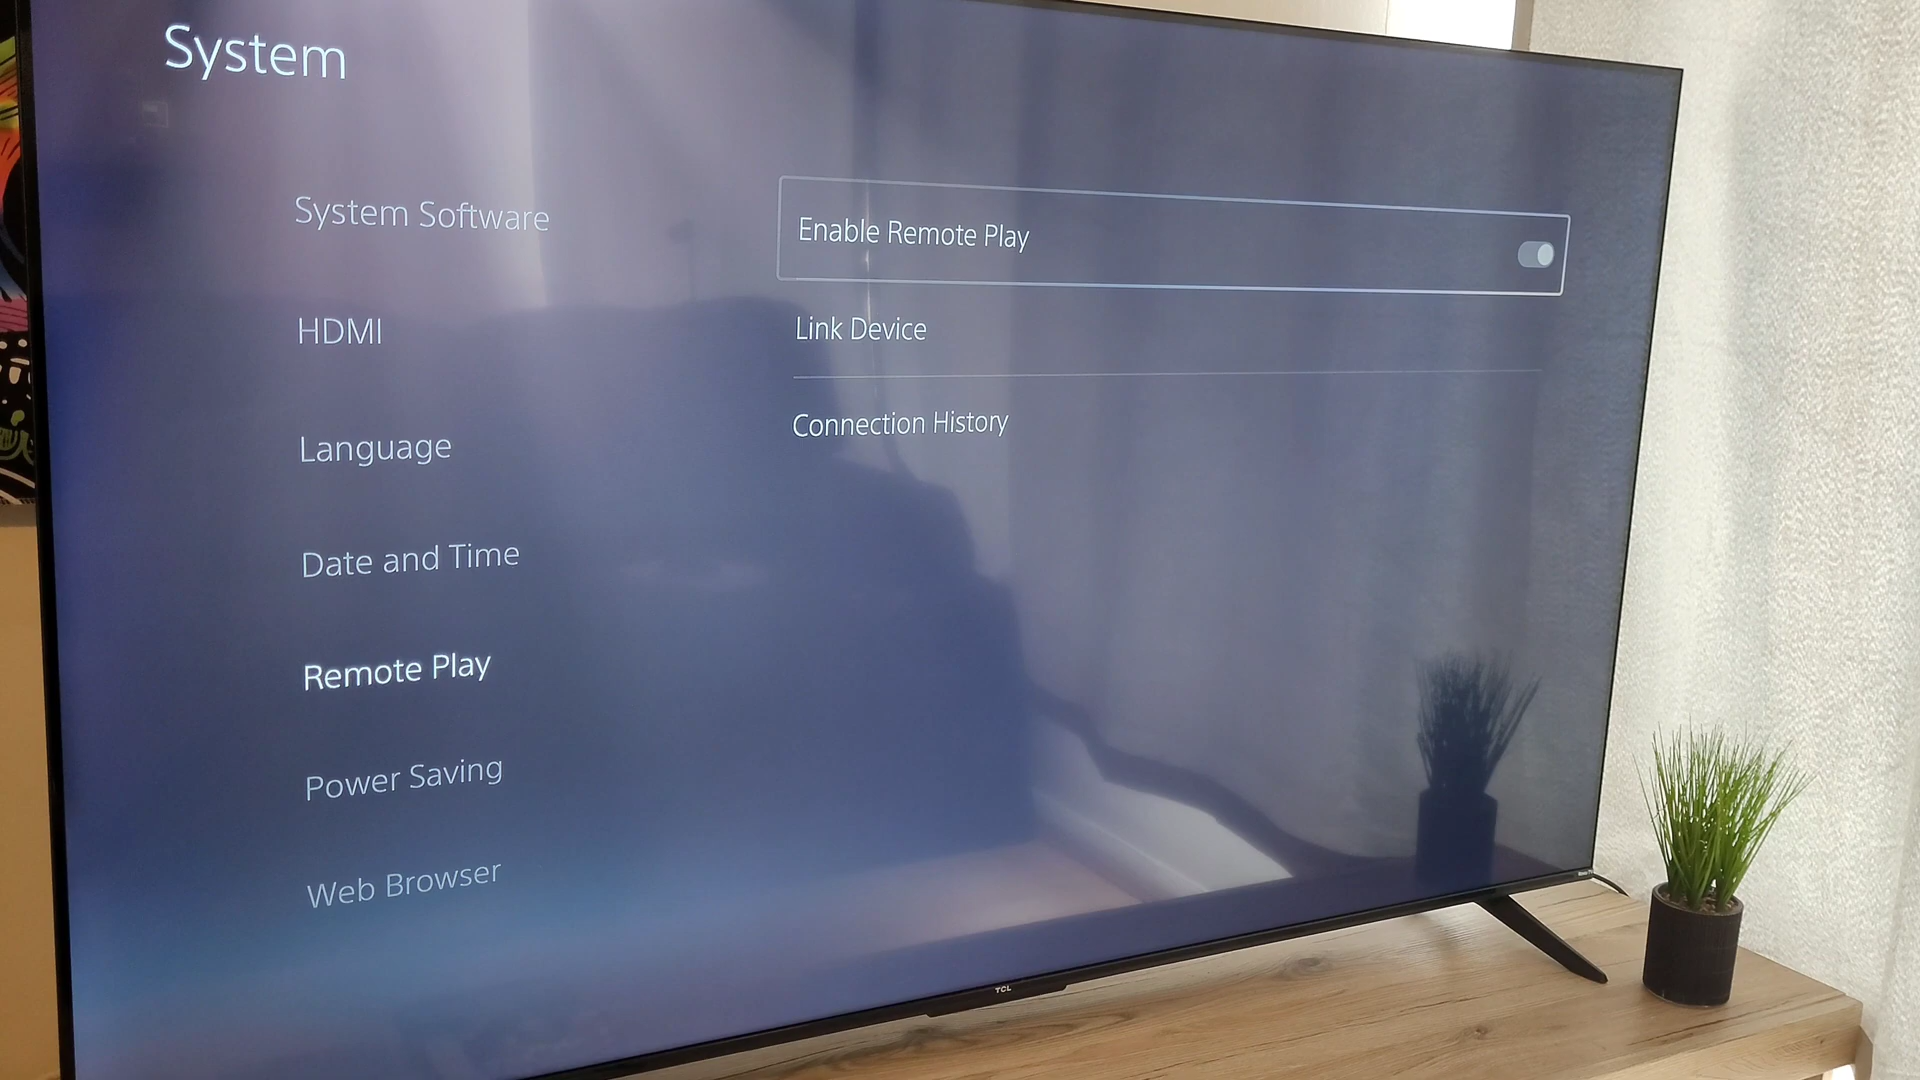 System
System Software
HDMI
Language
Date and Time
Remote Play
Power Saving
Web Browser
Enable Remote Play
Link Device
Connection History
TCL